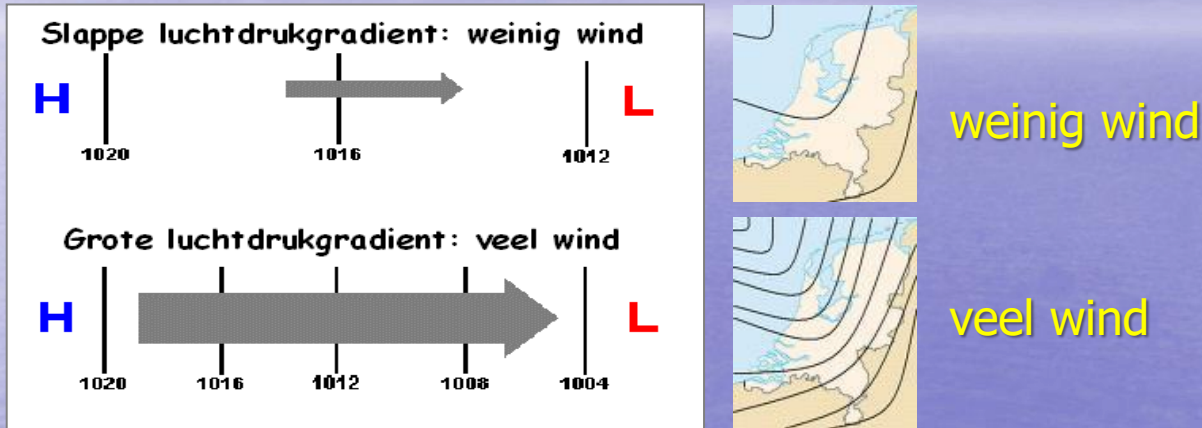 Slappe luchtdrukgradient: weinig wind
H L
1020 1016 1012
weinig wind
Grote luchtdrukgradient: veel wind
H L
1020 1016 1012 1008 1004
veel wind